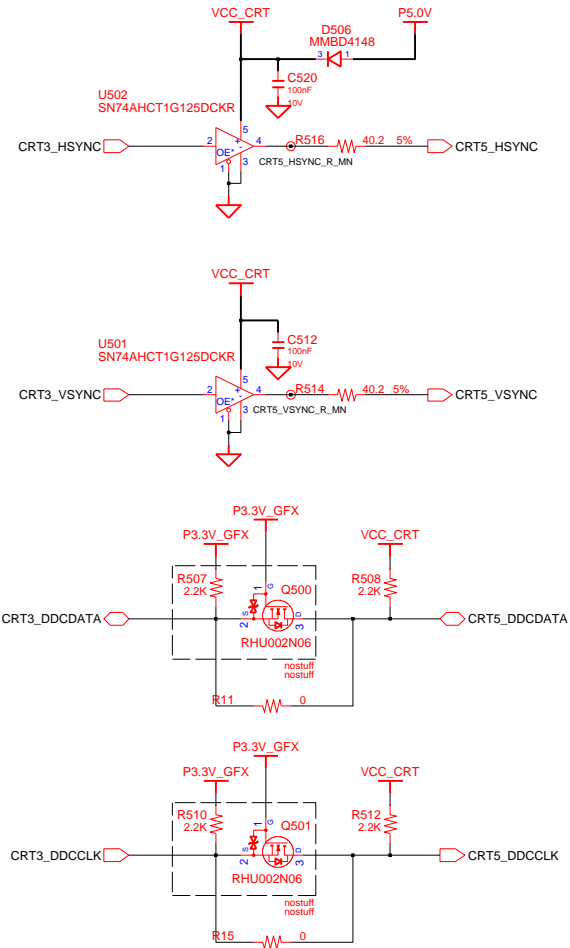 VCC_CRT
D506
MMBD4148
P5.0V
3
1
C520
100nF
10V
U502
SN74AHCT1G125DCKR
5
CRT3_HSYNC
2
+
-
4
OE*
1
3
R516
40.2 5%
CRT5_HSYNC
CRT5_HSYNC_R_MN
VCC_CRT
C512
100nF
10V
U501
SN74AHCT1G125DCKR
5
CRT3_VSYNC
2
+
-
4
OE*
1
3
R514
40.2 5%
CRT5_VSYNC
CRT5_VSYNC_R_MN
P3.3V_GFX
P3.3V_GFX
VCC_CRT
R507
2.2K
1
G
Q500
R508
2.2K
CRT3_DDCDATA
2
S
3
D
CRT5_DDCDATA
RHU002N06
nostuff
nostuff
R11
0
P3.3V_GFX
P3.3V_GFX
VCC_CRT
R510
2.2K
1
G
Q501
R512
2.2K
CRT3_DDCCLK
2
S
3
D
CRT5_DDCCLK
RHU002N06
nostuff
nostuff
R15
0